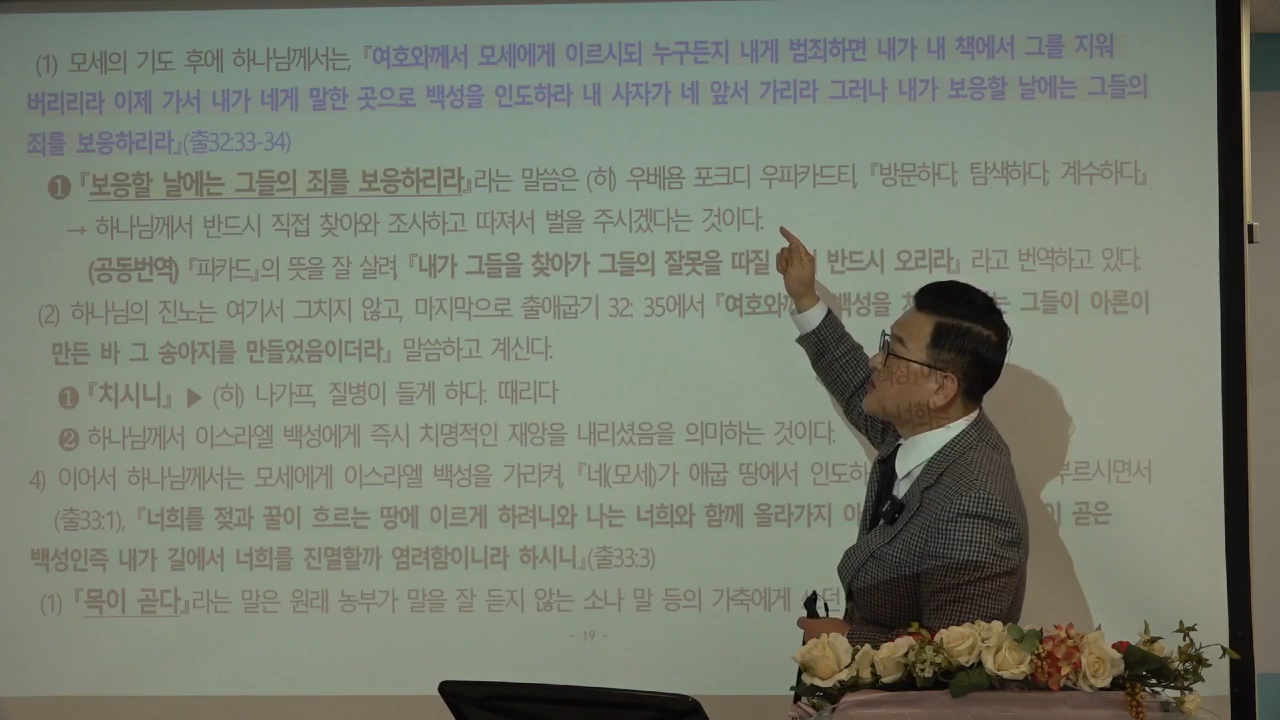 (1) 모세의 기도 후에 하나님께서는, 『여호와께서 모세에게 이르시되 누구든지 내게 범죄하면 내가 내 책에서 그를 지워
버리리라 이제 가서 내가 네게 말한 곳으로 백성을 인도하라 내 사자가 네 앞서 가리라 그러나 내가 보응할 날에는 그들의
죄를 보응하리라』(출32:33-34)
❶ 『보응할 날에는 그들의 죄를 보응하리라』라는 말씀은 (히) 우베욤 포크디 우파카드티, 『방문하다, 탐색하다, 계수하다』
→ 하나님께서 반드시 직접 찾아와 조사하고 따져서 벌을 주시겠다는 것이다.
(공동번역) 『파카드』의 뜻을 잘 살려, 『내가 그들을 찾아가 그들의 잘못을 따질 반드시 오리라』 라고 번역하고 있다.
(2) 하나님의 진노는 여기서 그치지 않고, 마지막으로 출애굽기 32: 35에서 『여호와께 백성을 그들이 아론이
만든 바 그 송아지를 만들었음이더라』 말씀하고 계신다.
❶ 『치시니』 ▶ (히) 나가프, 질병이 들게 하다. 때리다
❷ 하나님께서 이스라엘 백성에게 즉시 치명적인 재앙을 내리셨음을 의미하는 것이다.
4) 이어서 하나님께서는 모세에게 이스라엘 백성을 가리켜, 『네(모세)가 애굽 땅에서 인도하 부르시면서
(출33:1), 『너희를 젖과 꿀이 흐르는 땅에 이르게 하려니와 나는 너희와 함께 올라가지 아 곧은
백성인즉 내가 길에서 너희를 진멸할까 염려함이니라 하시니』(출33:3)
(1) 『목이 곧다』라는 말은 원래 농부가 말을 잘 듣지 않는 소나 말 등의 가축에게
- 19 -